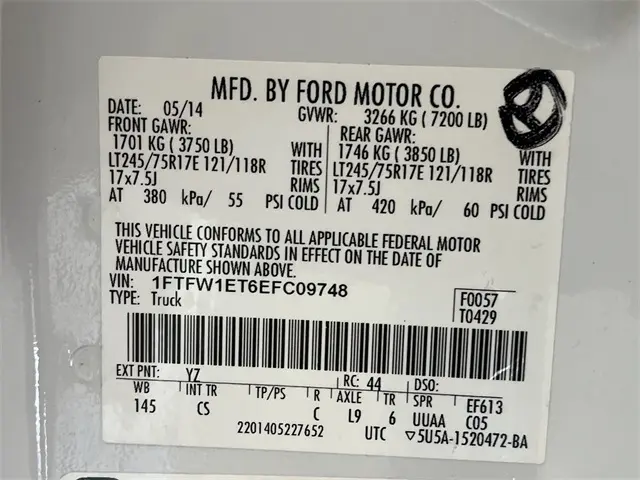 MFD. BY FORD MOTOR CO.
DATE: 05/14 GVWR: 3266 KG ( 7200 LB)
FRONT GAWR: REAR GAWR:
1701 KG ( 3750 LB) WITH 1746 KG ( 3850 LB) WITH
LT245/75R17E 121/118R TIRES LT245/75R17E 121/118R TIRES
17x7.5J RIMS 17x7.5J RIMS
AT 380 kPa/ 55 PSI COLD AT 420 kPa/ 60 PSI COLD
THIS VEHICLE CONFORMS TO ALL APPLICABLE FEDERAL MOTOR
VEHICLE SAFETY STANDARDS IN EFFECT ON THE DATE OF
MANUFACTURE SHOWN ABOVE.
VIN: 1FTFW1ET6EFC09748
TYPE: Truck
F0057
T0429
EXT PNT: YZ RC: 44 DSO:
WB INT TR TP/PS R AXLE TR SPR EF613
145 CS C L9 6 UUAA C05
2201405227652 UTC ▽5U5A-1520472-BA